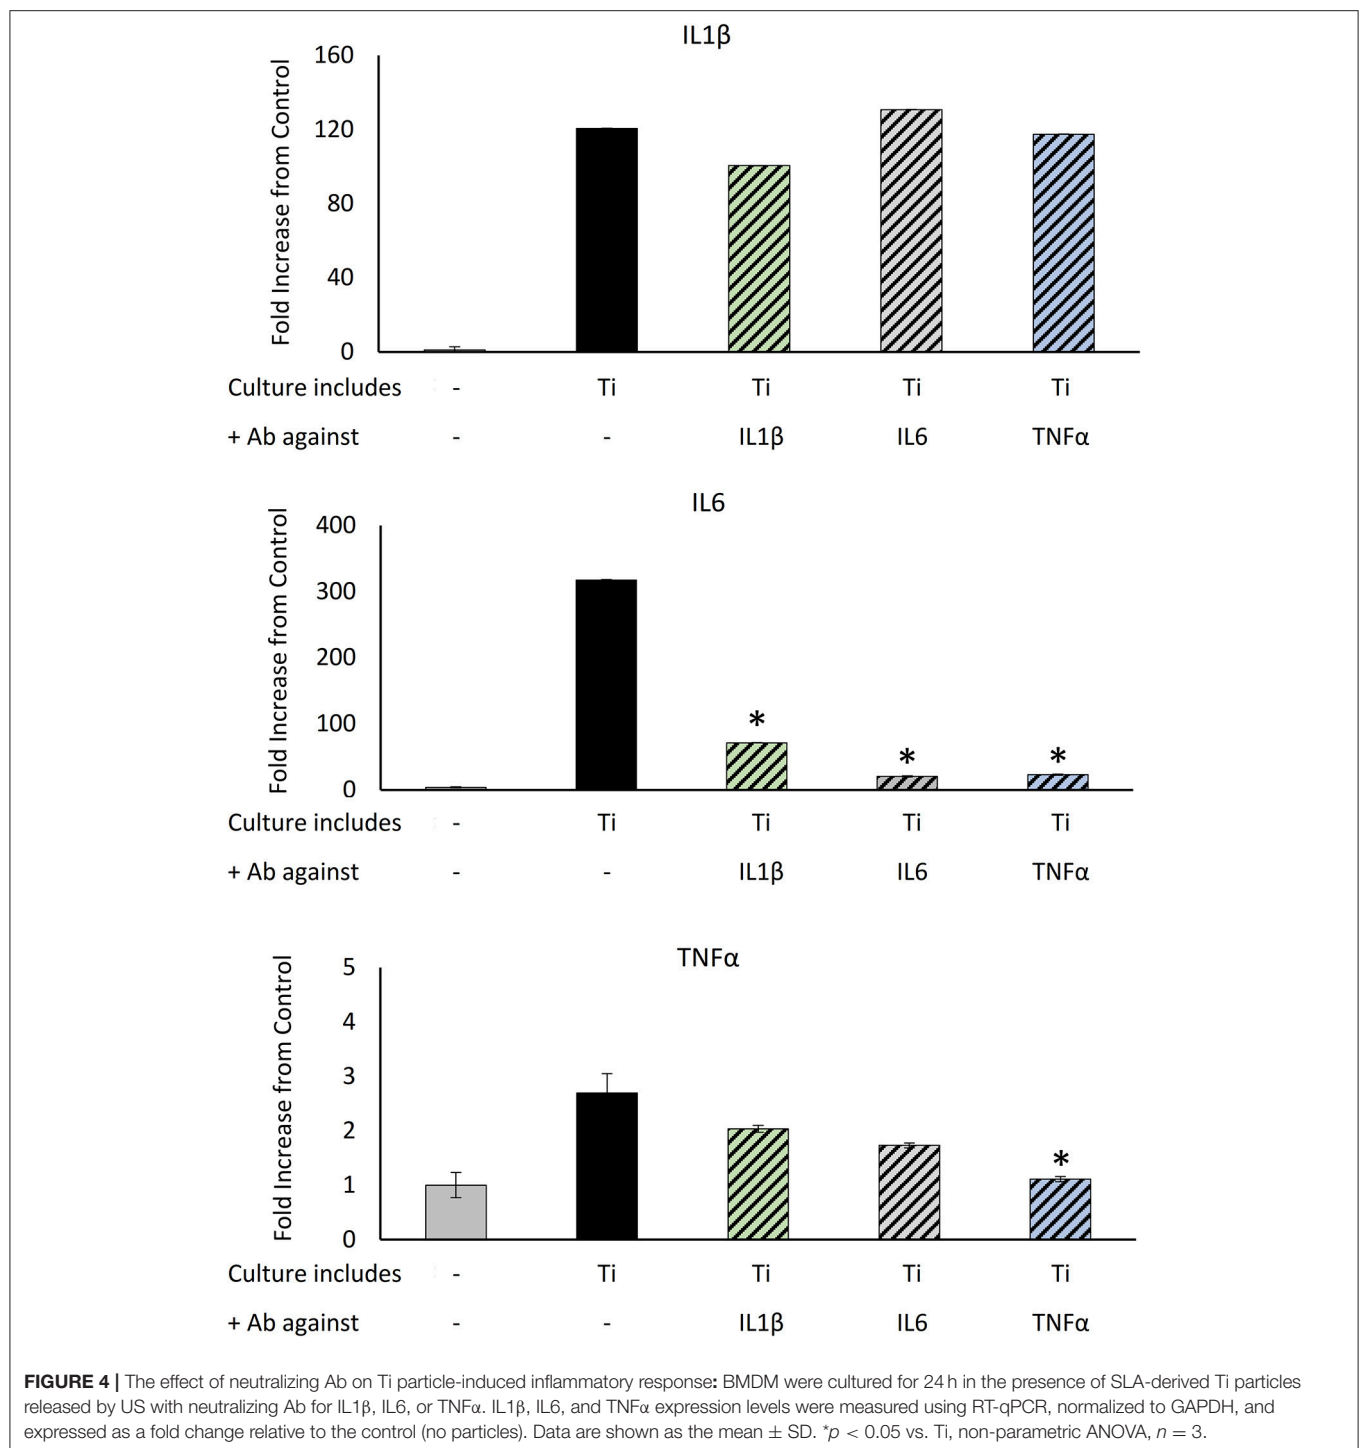 IL1β
Fold Increase from Control
160
120
80
40
0
Culture includes - Ti Ti Ti Ti
+ Ab against - - IL1β IL6 TNFα
IL6
Fold Increase from Control
400
300
200
100
*
*
*
0
Culture includes - Ti Ti Ti Ti
+ Ab against - - IL1β IL6 TNFα
TNFα
Fold Increase from Control
5
4
3
2
*
1
0
Culture includes - Ti Ti Ti Ti
+ Ab against - - IL1β IL6 TNFα
FIGURE 4 | The effect of neutralizing Ab on Ti particle-induced inflammatory response: BMDM were cultured for 24 h in the presence of SLA-derived Ti particles
released by US with neutralizing Ab for IL1β, IL6, or TNFα. IL1β, IL6, and TNFα expression levels were measured using RT-qPCR, normalized to GAPDH, and
expressed as a fold change relative to the control (no particles). Data are shown as the mean ± SD. *p < 0.05 vs. Ti, non-parametric ANOVA, n = 3.